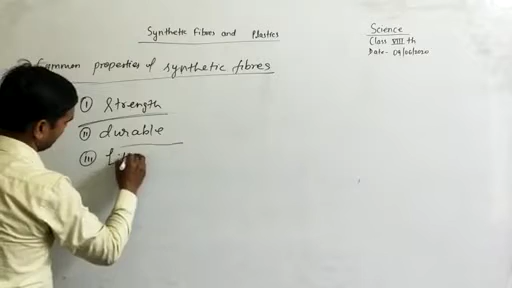 Synthetic Fibres and Plastics
Science
Class VIII th
Date- 04/06/2020
Common properties of synthetic fibres
(i) Strength
(ii) durable
(iii)